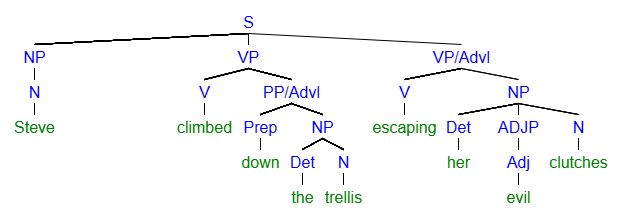 S
NP VP VP/Advl
N V PP/Advl V NP
Steve climbed Prep NP escaping Det ADJP N
down Det N her Adj clutches
the trellis evil